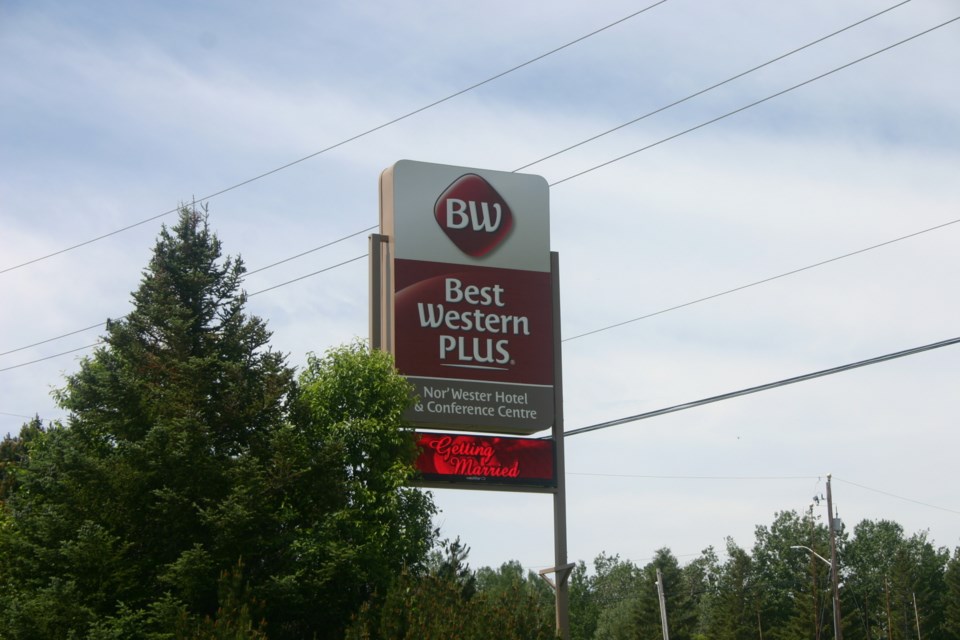 BW
Best
Western
PLUS®
Nor'Wester Hotel
& Conference Centre
Getting
Married